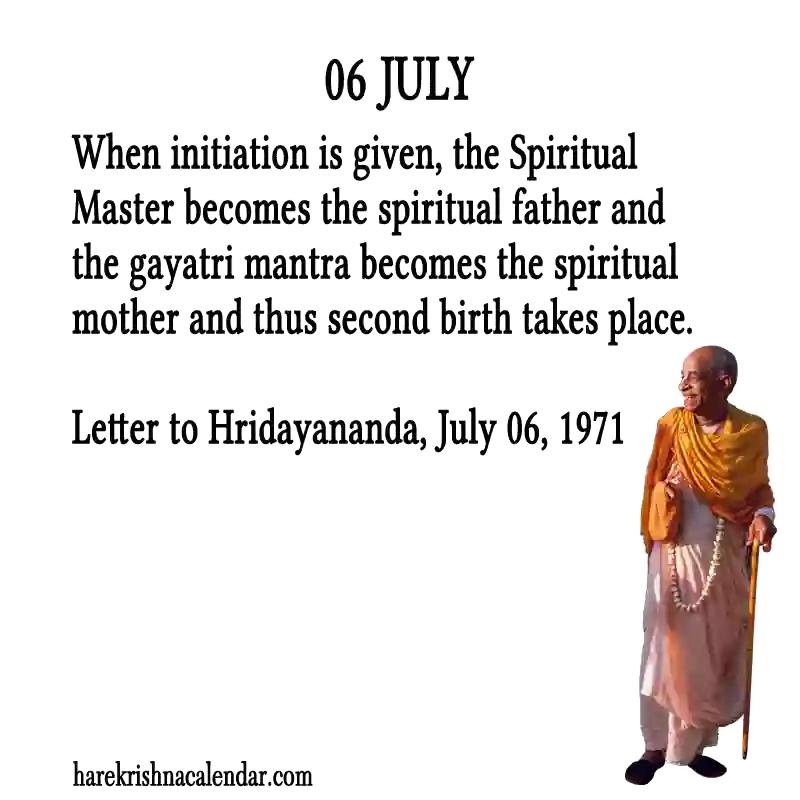 06 JULY
When initiation is given, the Spiritual
Master becomes the spiritual father and
the gayatri mantra becomes the spiritual
mother and thus second birth takes place.
Letter to Hridayananda, July 06, 1971
harekrishnacalendar.com